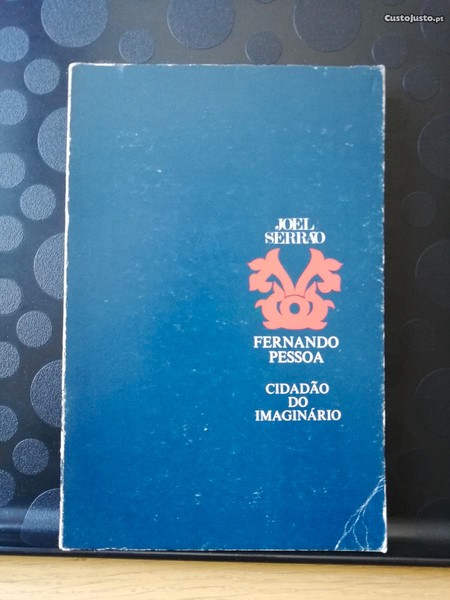 CustoJusto.pt
JOEL
SERRÃO
FERNANDO
PESSOA
CIDADÃO
DO
IMAGINÁRIO